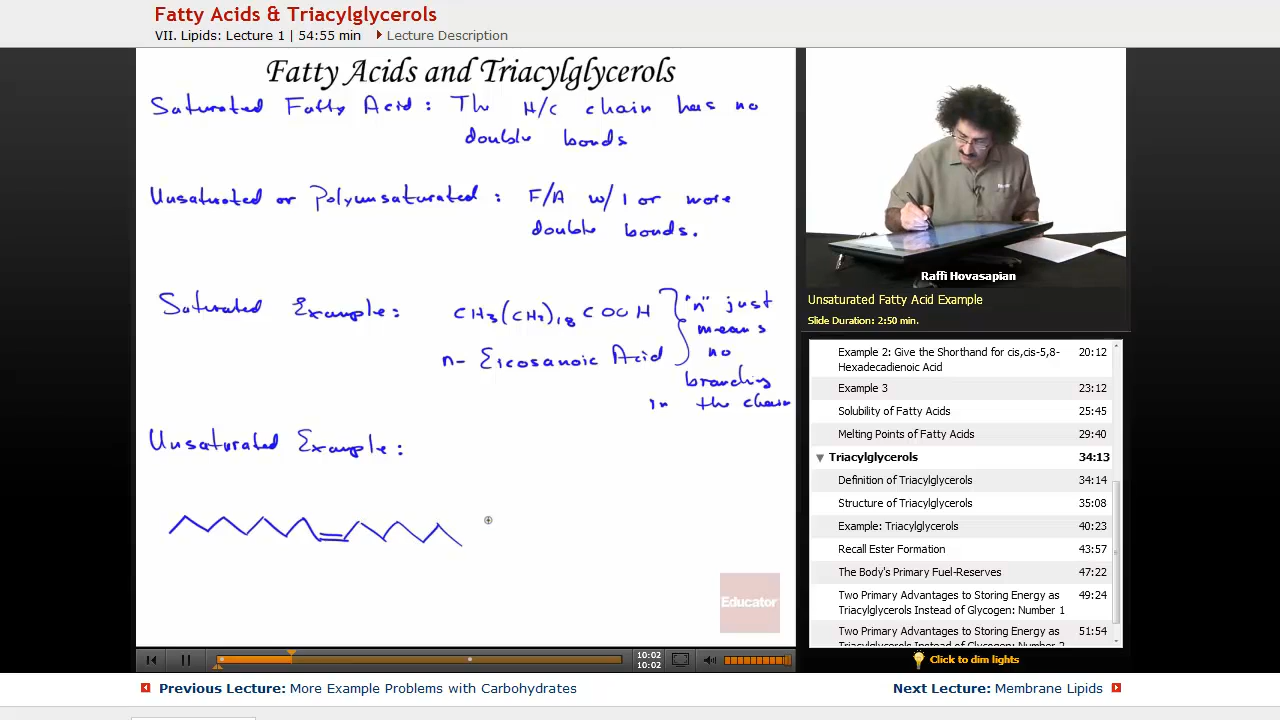 Fatty Acids & Triacylglycerols
VII. Lipids: Lecture 1 | 54:55 min
Lecture Description
Fatty Acids and Triacylglycerols
Saturated Fatty Acid: The H/C chain has no
double bonds
Unsaturated or Polyunsaturated: F/A w/ 1 or more
double bonds.
Saturated Example: CH3(CH2)18COOH
n-Eicosanoic Acid
"n" just
means
no
branching
in the chain
Unsaturated Example:
Educator
10:02
10:02
Raffi Hovasapian
Unsaturated Fatty Acid Example
Slide Duration: 2:50 min.
Example 2: Give the Shorthand for cis,cis-5,8- 20:12
Hexadecadienoic Acid
Example 3 23:12
Solubility of Fatty Acids 25:45
Melting Points of Fatty Acids 29:40
Triacylglycerols 34:13
Definition of Triacylglycerols 34:14
Structure of Triacylglycerols 35:08
Example: Triacylglycerols 40:23
Recall Ester Formation 43:57
The Body's Primary Fuel-Reserves 47:22
Two Primary Advantages to Storing Energy as 49:24
Triacylglycerols Instead of Glycogen: Number 1
Two Primary Advantages to Storing Energy as 51:54
Triacylglycerols Instead of Glycogen: Number 2
Click to dim lights
Previous Lecture: More Example Problems with Carbohydrates
Next Lecture: Membrane Lipids